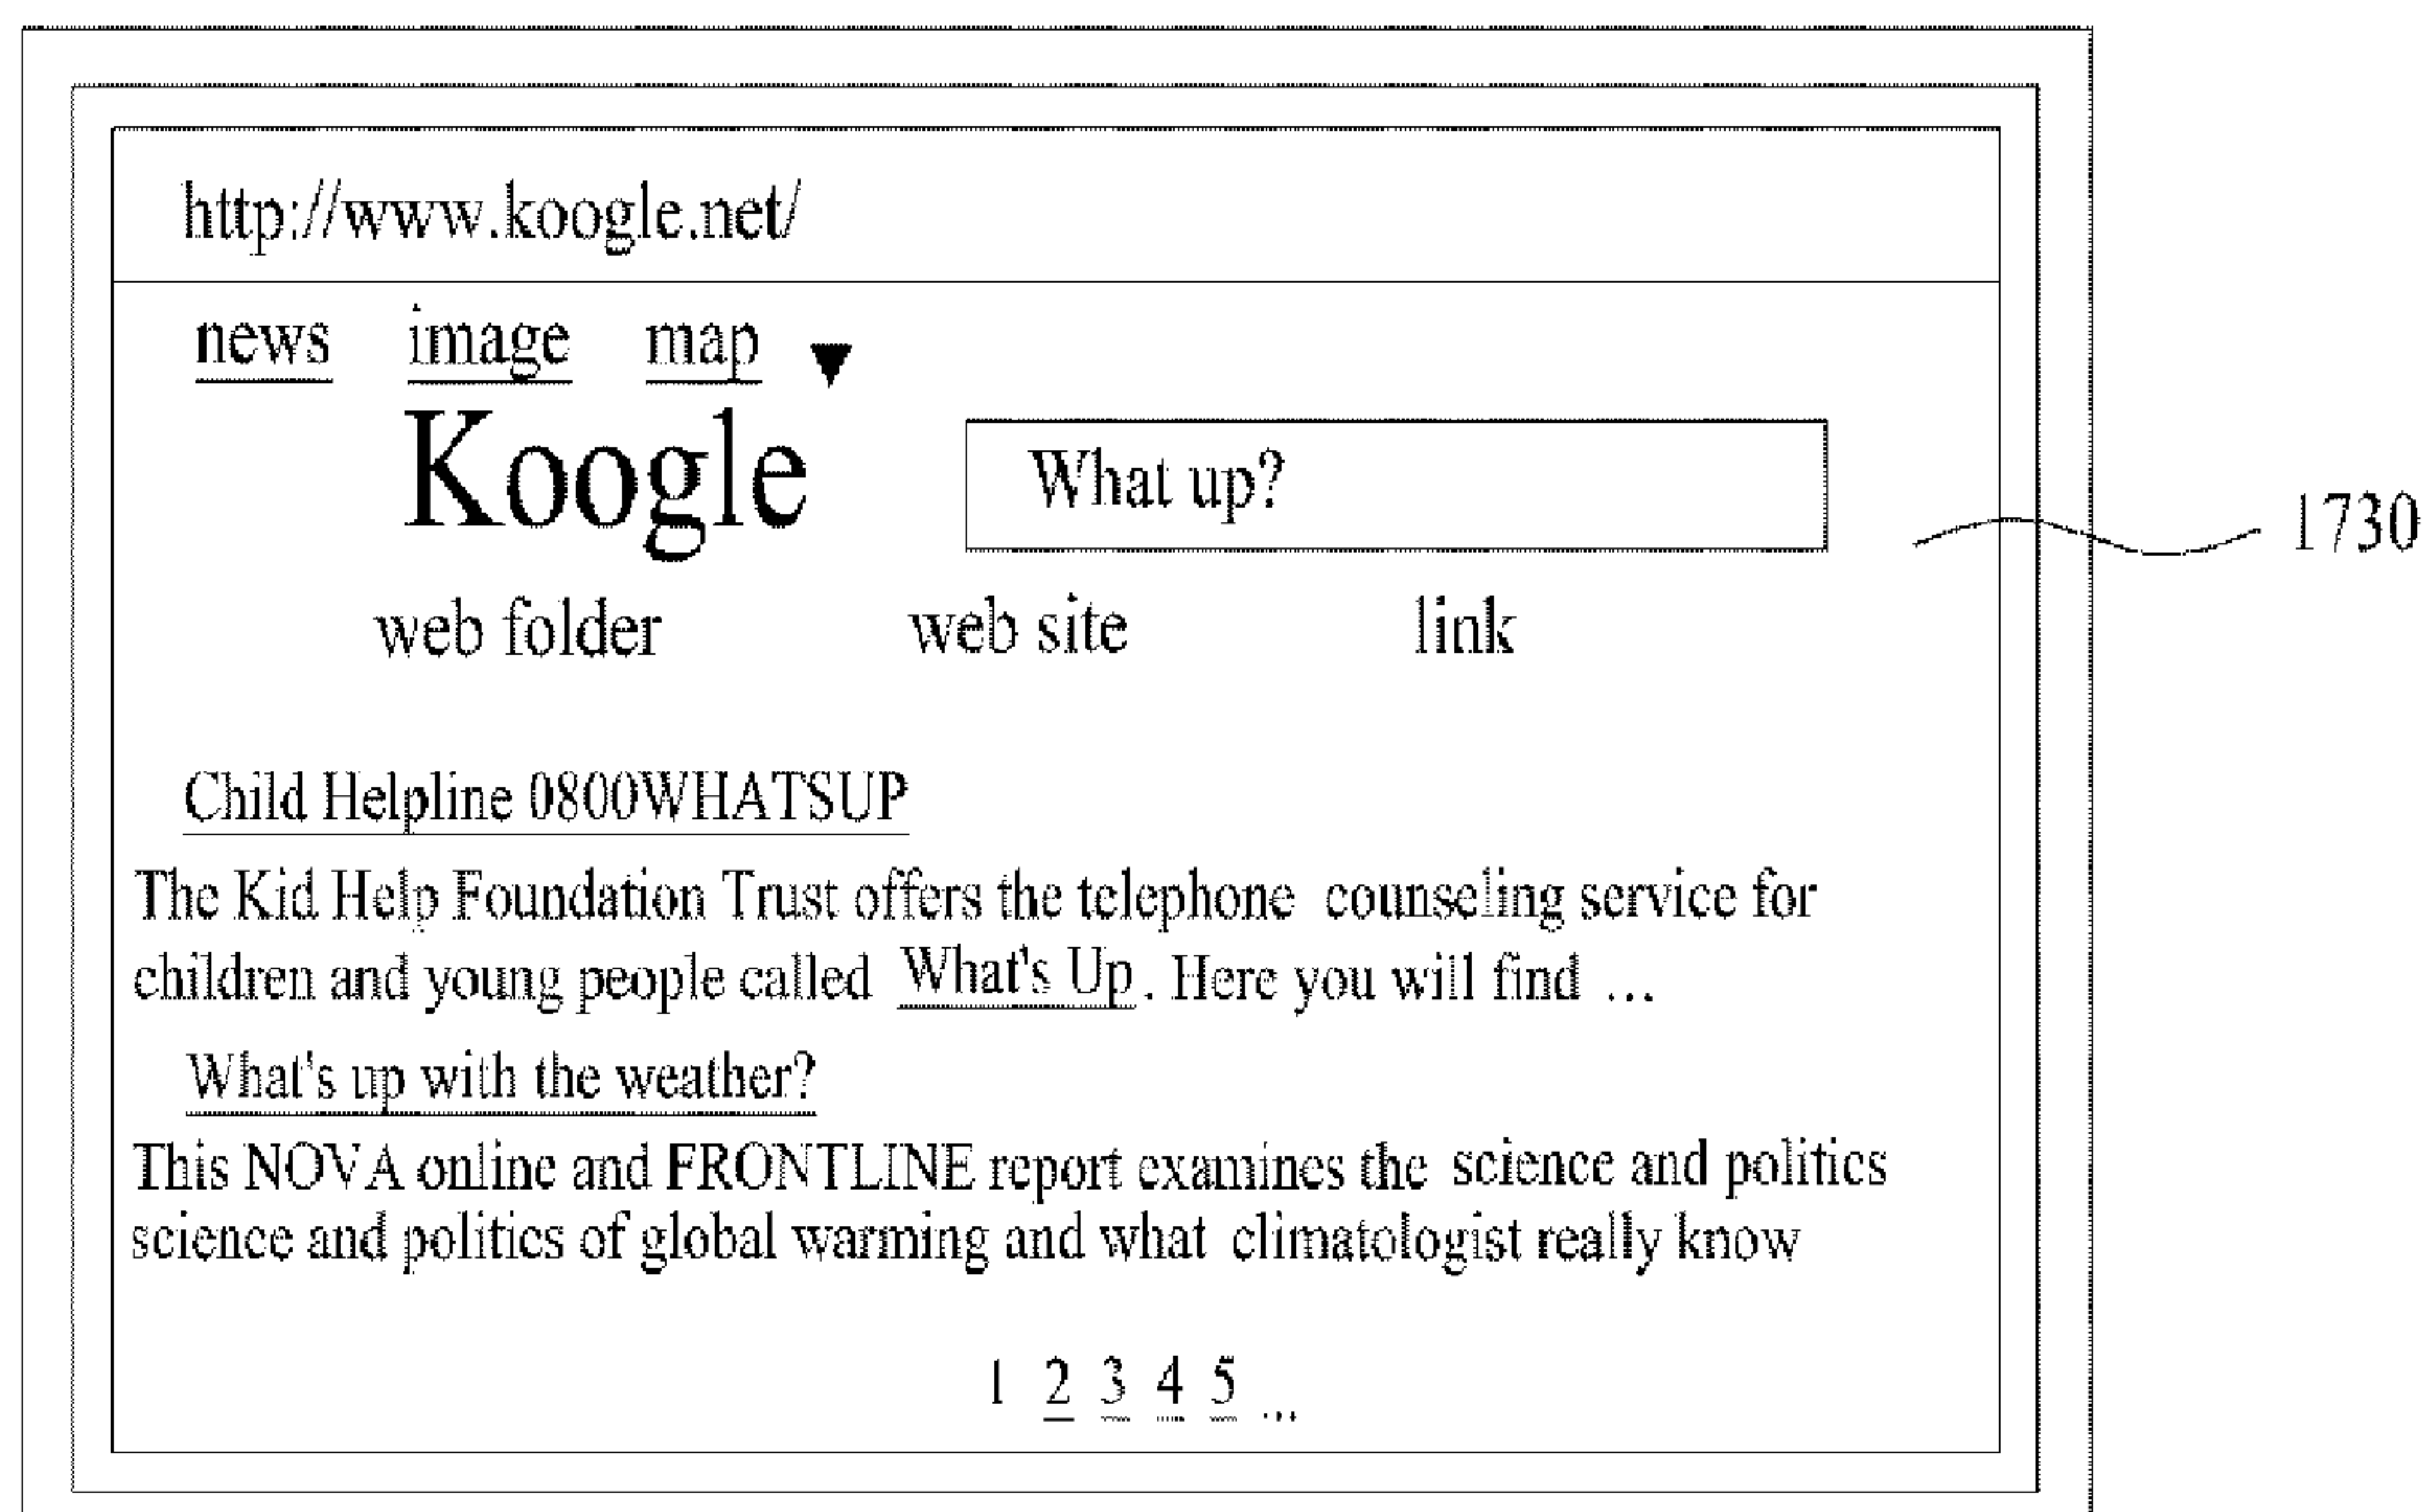 http://www.koogle.net/
news image map ▼
Koogle What up? 1730
web folder web site link
Child Helpline 0800WHATSUP
The Kid Help Foundation Trust offers the telephone counseling service for
children and young people called What's Up. Here you will find ...
What's up with the weather?
This NOVA online and FRONTLINE report examines the science and politics
science and politics of global warming and what climatologist really know
1 2 3 4 5 ...